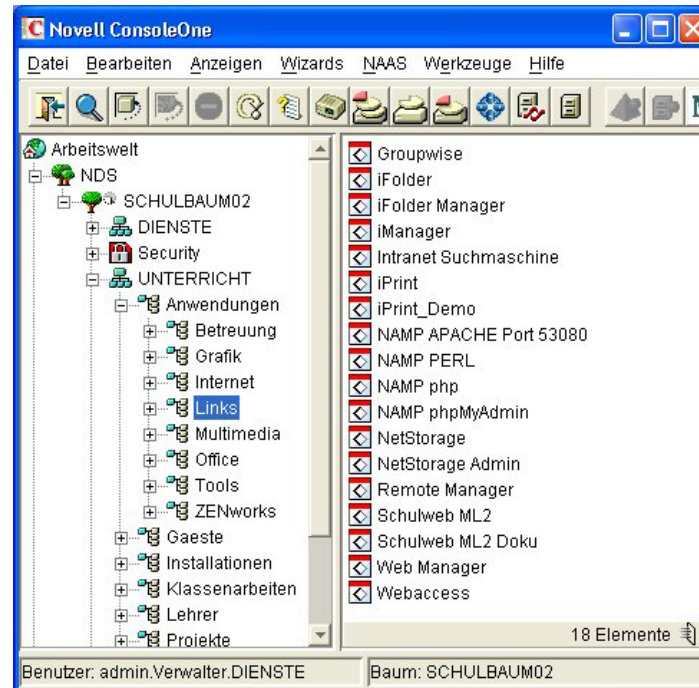 Novell ConsoleOne
Datei Bearbeiten Anzeigen Wizards NAAS Werkzeuge Hilfe
Arbeitswelt
NDS
SCHULBAUM02
DIENSTE
Security
UNTERRICHT
Anwendungen
Betreuung
Grafik
Internet
Links
Multimedia
Office
Tools
ZENworks
Gaeste
Installationen
Klassenarbeiten
Lehrer
Projekte
Groupwise
iFolder
iFolder Manager
iManager
Intranet Suchmaschine
iPrint
iPrint_Demo
NAMP APACHE Port 53080
NAMP PERL
NAMP php
NAMP phpMyAdmin
NetStorage
NetStorage Admin
Remote Manager
Schulweb ML2
Schulweb ML2 Doku
Web Manager
Webaccess
18 Elemente
Benutzer: admin.Verwalter.DIENSTE
Baum: SCHULBAUM02